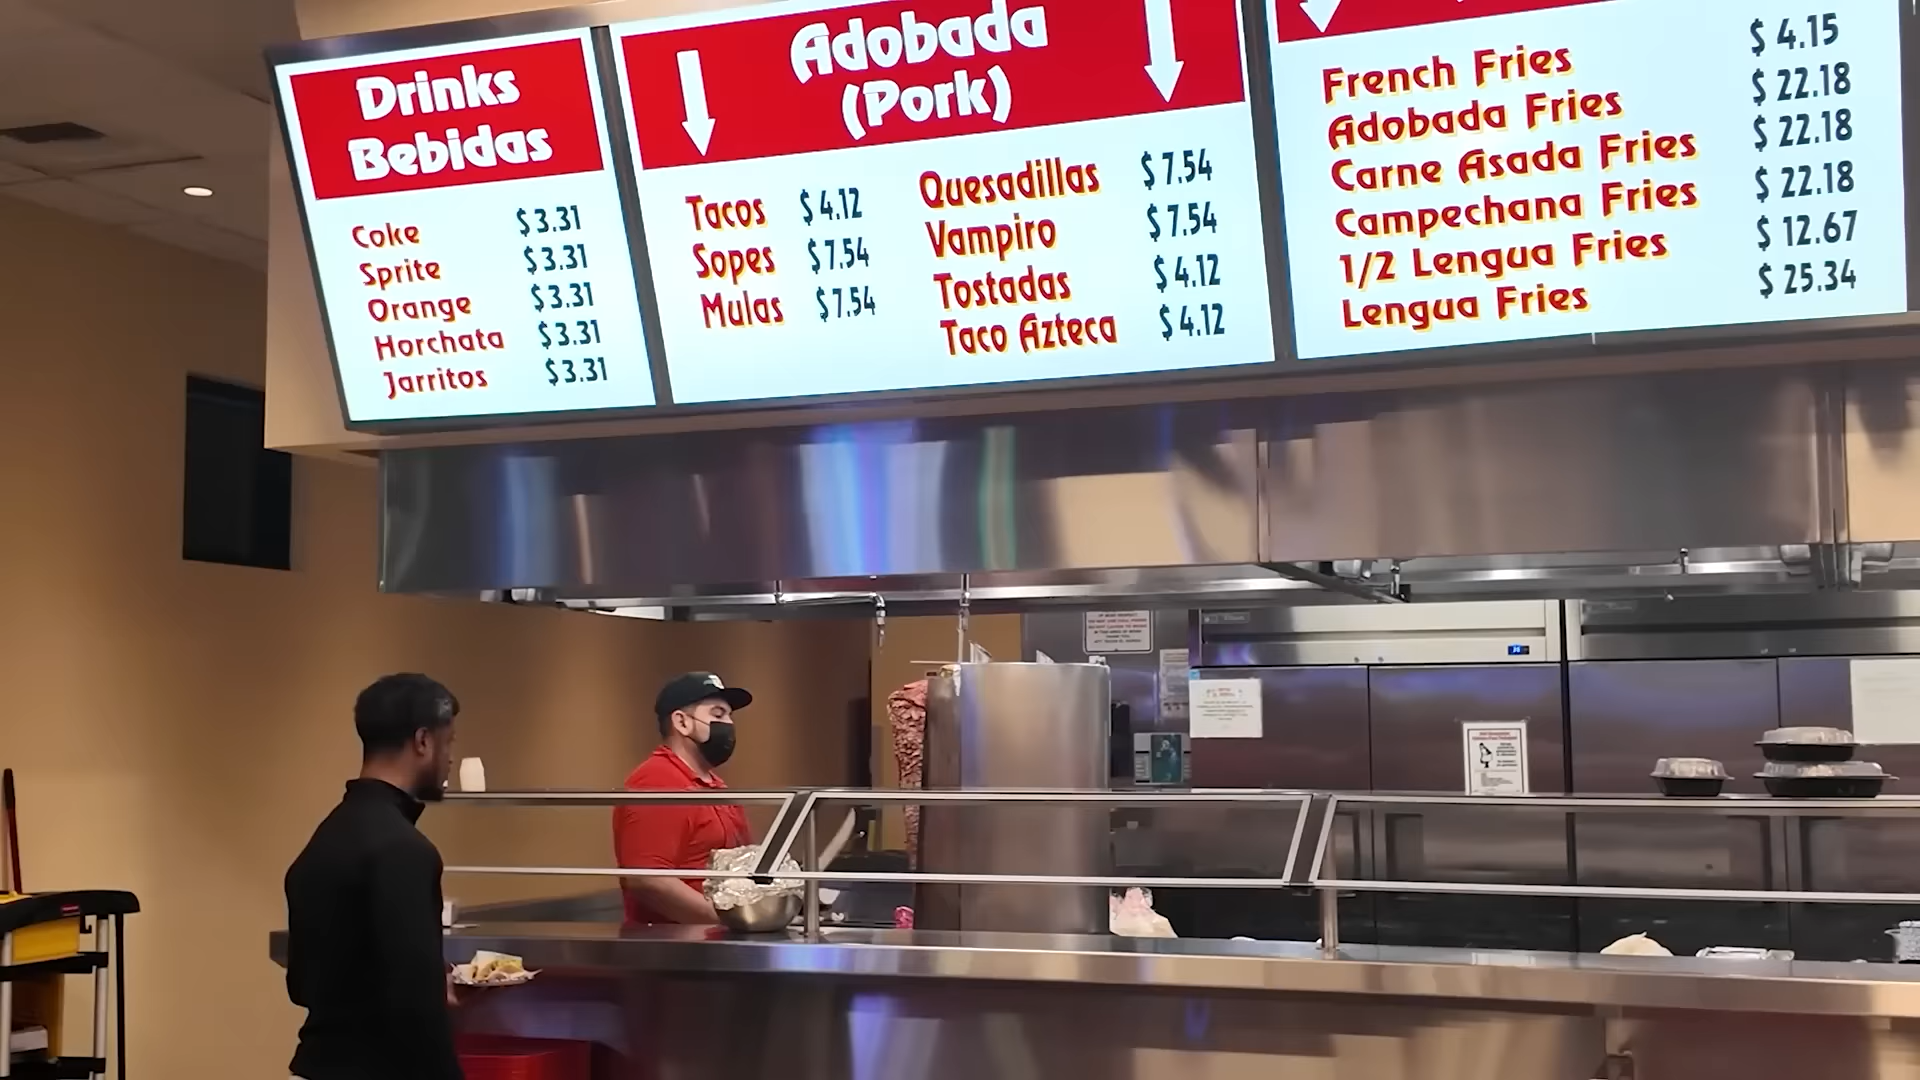 Drinks
Bebidas
Coke $3.31
Sprite $3.31
Orange $3.31
Horchata $3.31
Jarritos $3.31
Adobada
(Pork)
Tacos $4.12
Sopes $7.54
Mulas $7.54
Quesadillas $7.54
Vampiro $7.54
Tostadas $4.12
Taco Azteca $4.12
French Fries $4.15
Adobada Fries $22.18
Carne Asada Fries $22.18
Campechana Fries $22.18
1/2 Lengua Fries $12.67
Lengua Fries $25.34